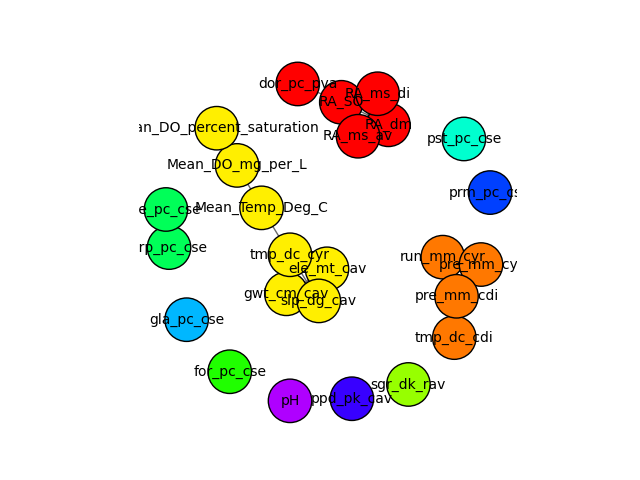 dor_pc_pva
RA_ms_di
RA_SO
RA_dm
RA_ms_av
an_DO_percent_saturation
pst_pc_cse
Mean_DO_mg_per_L
prm_pc_cs
e_pc_cse
Mean_Temp_Deg_C
rp_pc_cse
tmp_dc_cyr
run_mm_cyr
pre_mm_cy
ele_mt_cav
gwt_cm_cav
slp_dg_cav
pre_mm_cdi
gla_pc_cse
tmp_dc_cdi
for_pc_cse
sgr_dk_rav
pH
ppd_pk_cav